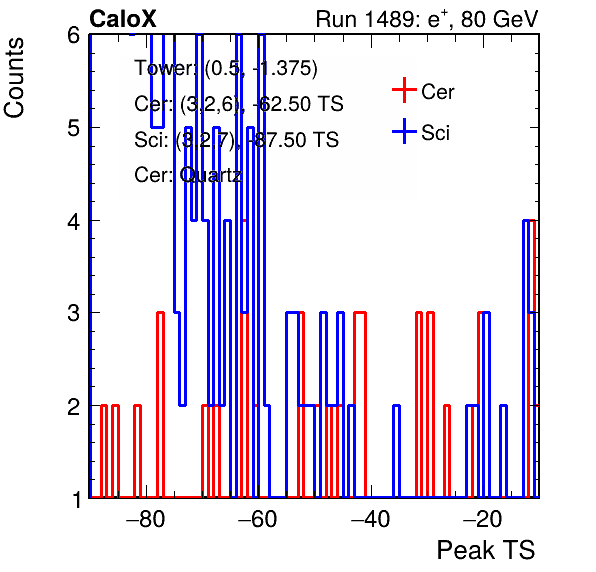 CaloX Run 1489: e+, 80 GeV
Counts
6
Tower: (0.5, -1.375)
Cer: (3,2,6), -62.50 TS
Sci: (3,2,7), -87.50 TS
Cer: Quartz
Cer
Sci
5
4
3
2
1
−80 −60 −40 −20
Peak TS